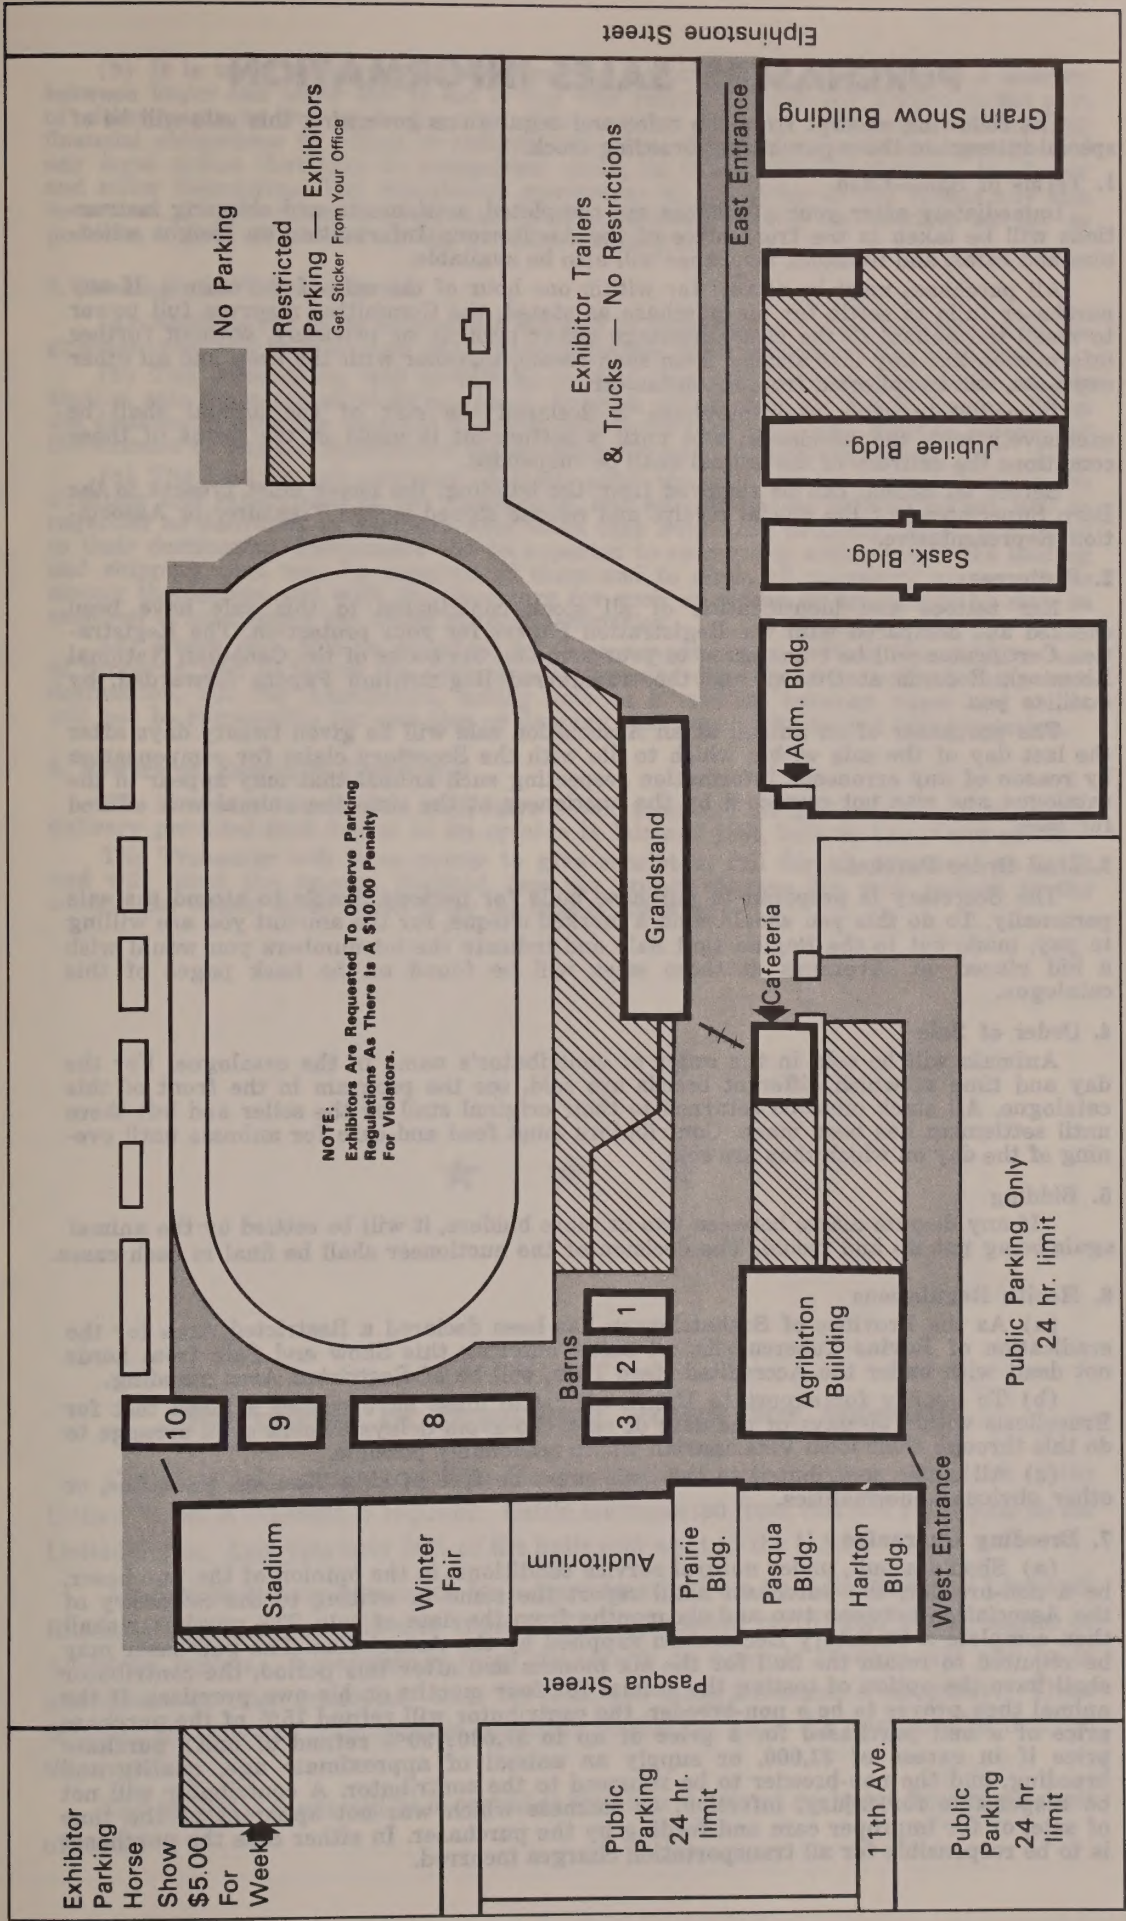 Elphinstone Street
No Parking
Restricted
Parking — Exhibitors
Get Sticker From Your Office
Exhibitor Trailers
& Trucks — No Restrictions
East Entrance
Grain Show Building
Jubilee Bldg.
Sask. Bldg.
Adm. Bldg.
NOTE:
Exhibitors Are Requested to Observe Parking
Regulations As There Is A $10.00 Penalty
For Violators.
Grandstand
Cafeteria
Barns
1
2
3
8
9
10
Agribition
Building
Public Parking Only
24 hr. limit
Stadium
Winter
Fair
Auditorium
Prairie
Bldg.
Pasqua
Bldg.
Harlton
Bldg.
West Entrance
Pasqua Street
Exhibitor
Parking
Horse
Show
$5.00
For
Week
Public
Parking
24 hr.
limit
11th Ave.
Public
Parking
24 hr.
limit